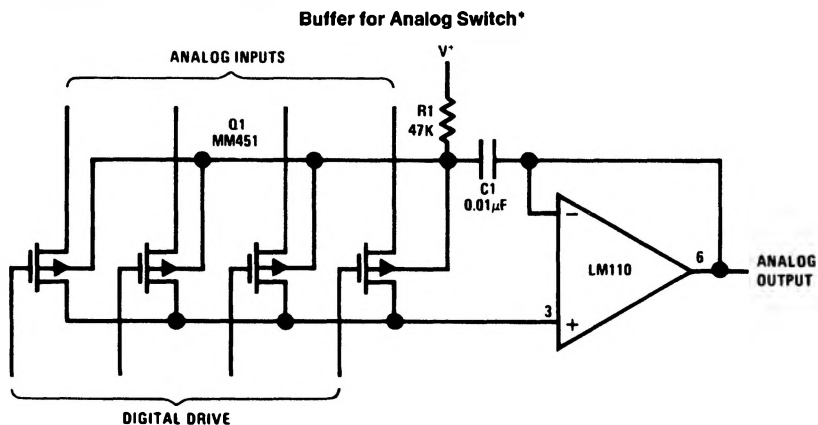 Buffer for Analog Switch*
ANALOG INPUTS
V+
R1
47K
Q1
MM451
C1
0.01μF
−
LM110
6
ANALOG
OUTPUT
3
+
DIGITAL DRIVE